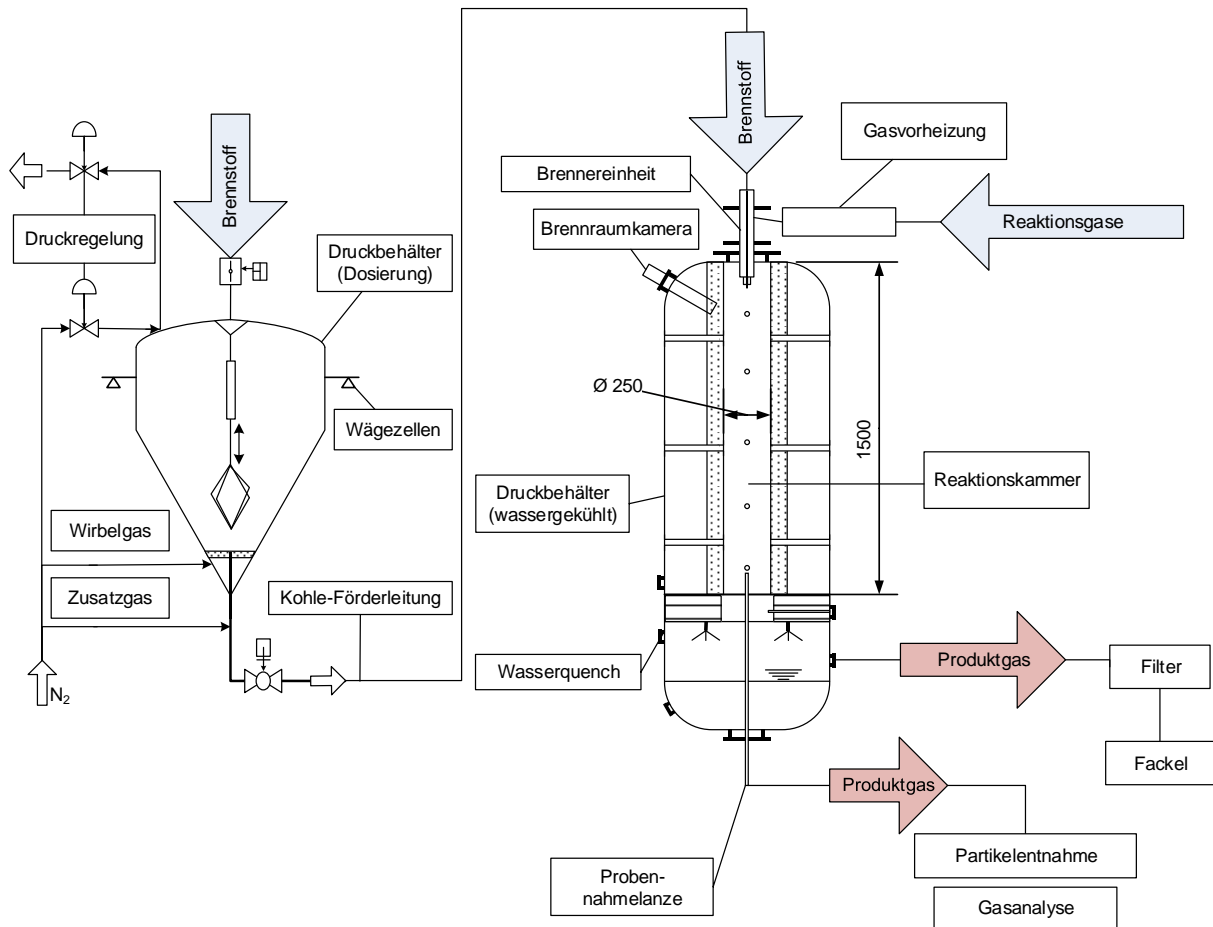 Brennstoff
Druckregelung
Druckbehälter
(Dosierung)
Wägezellen
Wirbelgas
Zusatzgas
N₂
Kohle-Förderleitung
Brennstoff
Gasvorheizung
Brennereinheit
Brennraumkamera
Reaktionsgase
Ø 250
1500
Druckbehälter
(wassergekühlt)
Reaktionskammer
Wasserquench
Produktgas
Filter
Fackel
Produktgas
Partikelentnahme
Proben-
nahmelanze
Gasanalyse